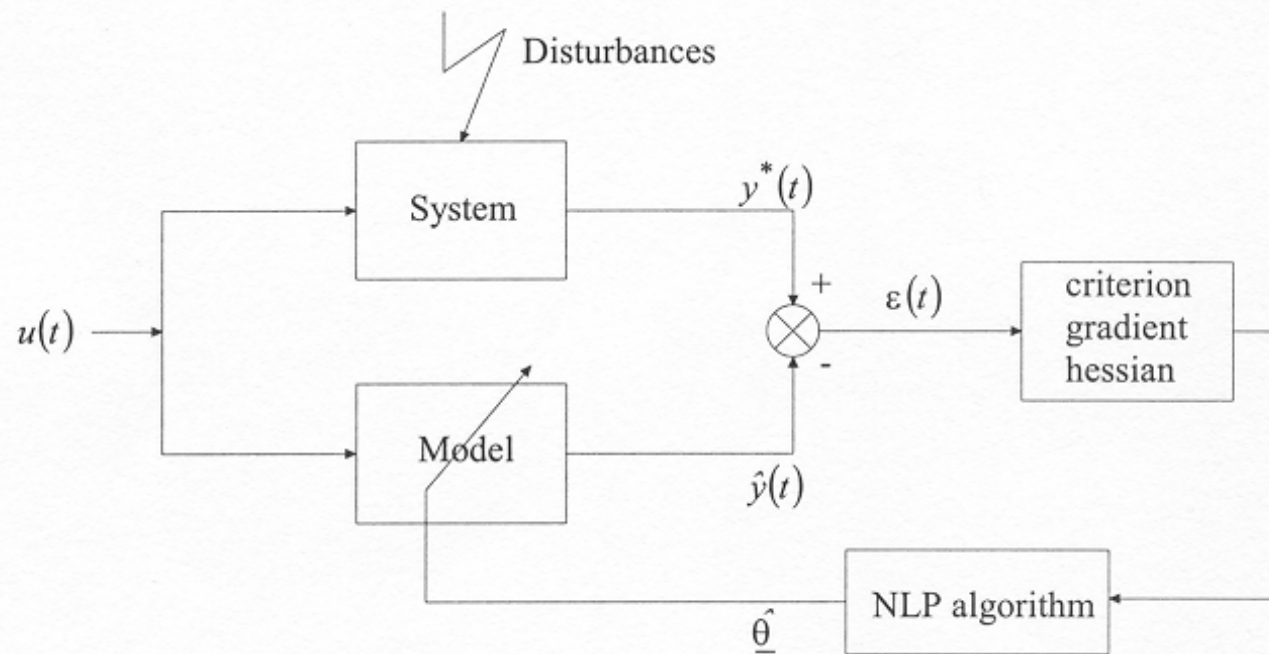 Disturbances
System
y*(t)
+
ε(t)
criterion
gradient
hessian
u(t)
-
Model
ŷ(t)
NLP algorithm
θ̲̂